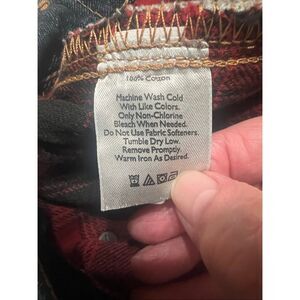 100% Cotton
Machine Wash Cold
With Like Colors.
Only Non-Chlorine
Bleach When Needed.
Do Not Use Fabric Softeners.
Tumble Dry Low.
Remove Promptly.
Warm Iron As Desired.